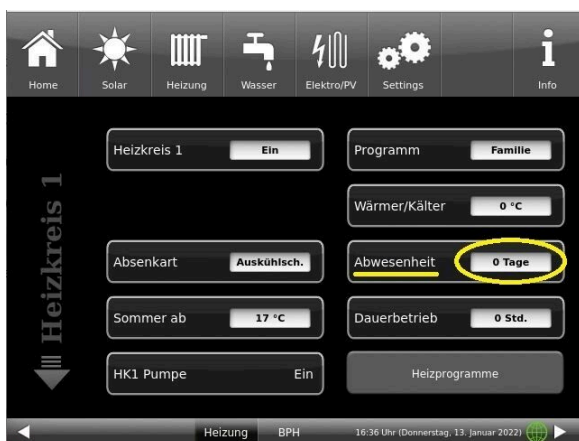 Home Solar Heizung Wasser Elektro/PV Settings Info
Heizkreis 1
Heizkreis 1 Ein
Programm Familie
Wärmer/Kälter 0 °C
Absenkart Auskühlsch.
Abwesenheit 0 Tage
Sommer ab 17 °C
Dauerbetrieb 0 Std.
HK1 Pumpe Ein
Heizprogramme
Heizung BPH 16:36 Uhr (Donnerstag, 13. Januar 2022)